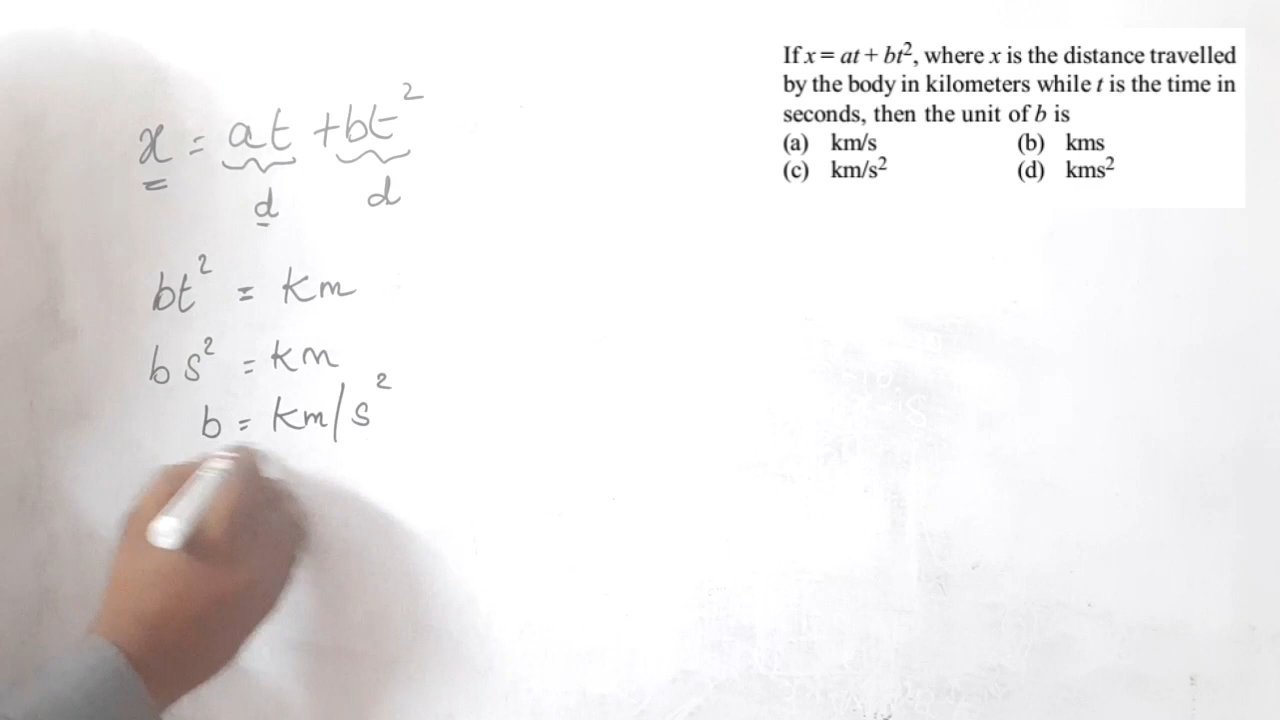 x = at + bt²
d d
bt² = km
b s² = km
b = km/s²
If x = at + bt², where x is the distance travelled
by the body in kilometers while t is the time in
seconds, then the unit of b is
(a) km/s (b) kms
(c) km/s² (d) kms²